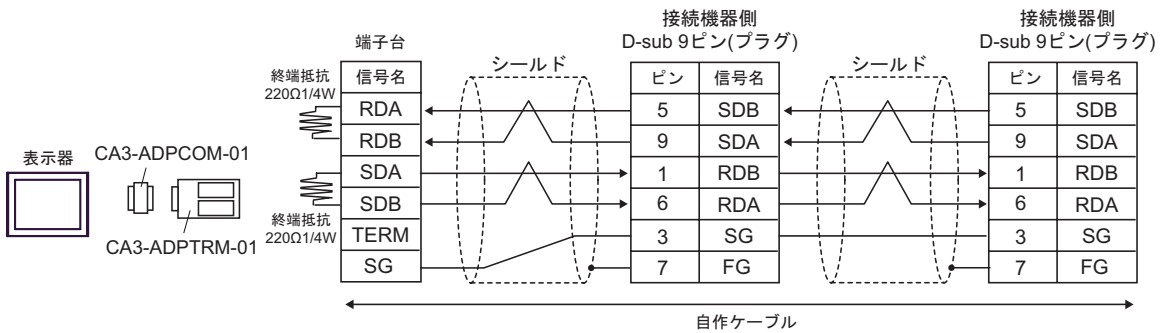 表示器
CA3-ADPCOM-01
CA3-ADPTRM-01
終端抵抗
220Ω1/4W
終端抵抗
220Ω1/4W
端子台
信号名
RDA
RDB
SDA
SDB
TERM
SG
シールド
接続機器側
D-sub 9ピン(プラグ)
ピン 信号名
5 SDB
9 SDA
1 RDB
6 RDA
3 SG
7 FG
シールド
接続機器側
D-sub 9ピン(プラグ)
ピン 信号名
5 SDB
9 SDA
1 RDB
6 RDA
3 SG
7 FG
自作ケーブル